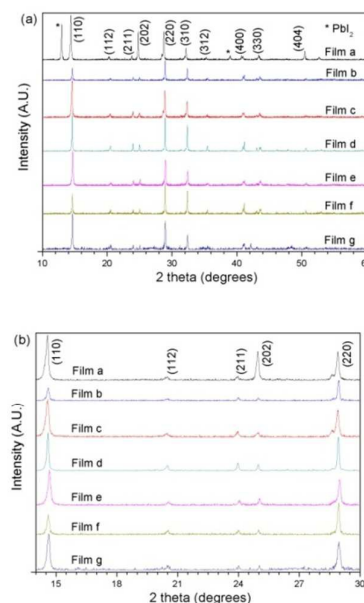 (a)
* PbI2
*
(110)
(112)
(211)
(202)
(220)
(310)
(312)
*
(400)
(330)
(404)
Film a
Film b
Film c
Film d
Film e
Film f
Film g
Intensity (A.U.)
10 20 30 40 50 60
2 theta (degrees)
(b)
(110)
(112)
(211)
(202)
(220)
Film a
Film b
Film c
Film d
Film e
Film f
Film g
Intensity (A.U.)
15 18 21 24 27 30
2 theta (degrees)